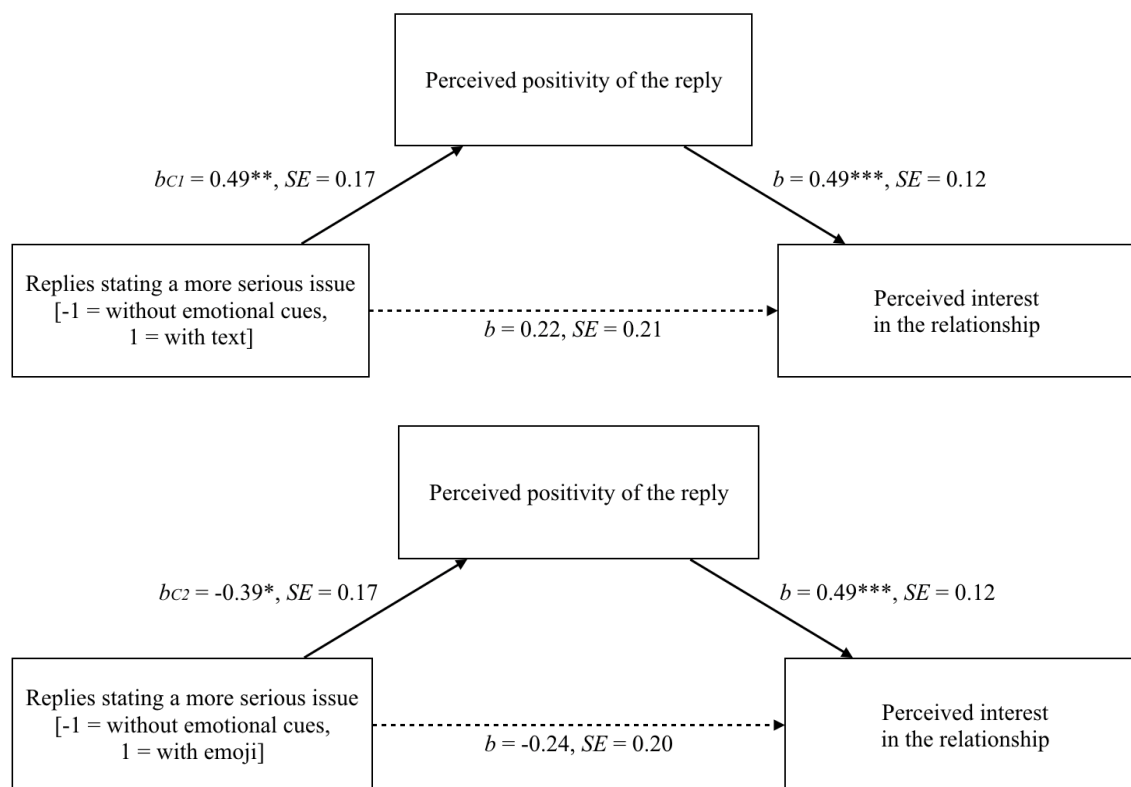 Perceived positivity of the reply
bC1 = 0.49**, SE = 0.17
b = 0.49***, SE = 0.12
Replies stating a more serious issue
[-1 = without emotional cues,
1 = with text]
b = 0.22, SE = 0.21
Perceived interest
in the relationship
Perceived positivity of the reply
bC2 = -0.39*, SE = 0.17
b = 0.49***, SE = 0.12
Replies stating a more serious issue
[-1 = without emotional cues,
1 = with emoji]
b = -0.24, SE = 0.20
Perceived interest
in the relationship